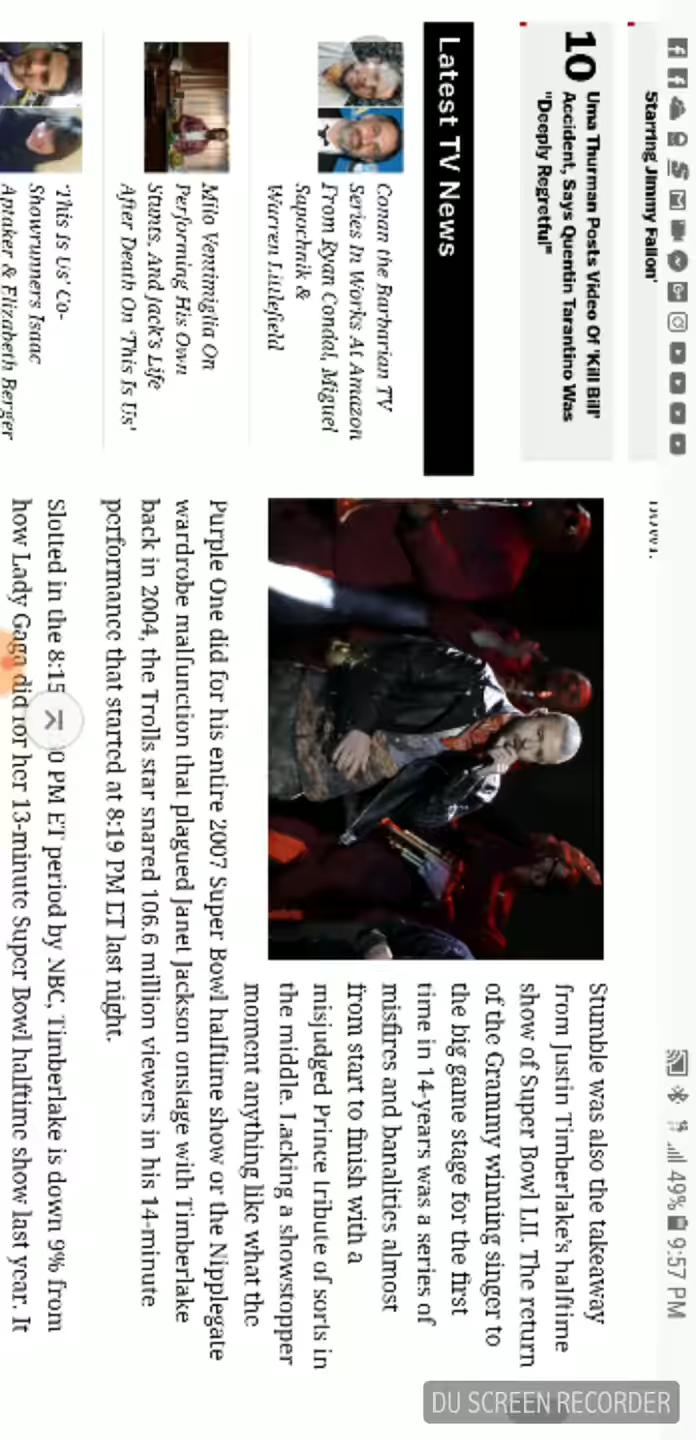 49% 9:57 PM
Starring Jimmy Fallon'
10
Uma Thurman Posts Video Of 'Kill Bill'
Accident, Says Quentin Tarantino Was
"Deeply Regretful"
Latest TV News
Conan the Barbarian TV
Series In Works At Amazon
From Ryan Condal, Miguel
Sapochnik &
Warren Littlefield
Milo Ventimiglia On
Performing His Own
Stunts, And Jack's Life
After Death On 'This Is Us'
'This Is Us' Co-
Showrunners Isaac
Aptaker & Elizabeth Berger
Stumble was also the takeaway
from Justin Timberlake's halftime
show of Super Bowl LII. The return
of the Grammy winning singer to
the big game stage for the first
time in 14-years was a series of
misfires and banalities almost
from start to finish with a
misjudged Prince tribute of sorts in
the middle. Lacking a showstopper
moment anything like what the
Purple One did for his entire 2007 Super Bowl halftime show or the Nipplegate
wardrobe malfunction that plagued Janet Jackson onstage with Timberlake
back in 2004, the Trolls star snared 106.6 million viewers in his 14-minute
performance that started at 8:19 PM ET last night.
Slotted in the 8:15 0 PM ET period by NBC, Timberlake is down 9% from
how Lady Gaga did for her 13-minute Super Bowl halftime show last year. It
DU SCREEN RECORDER